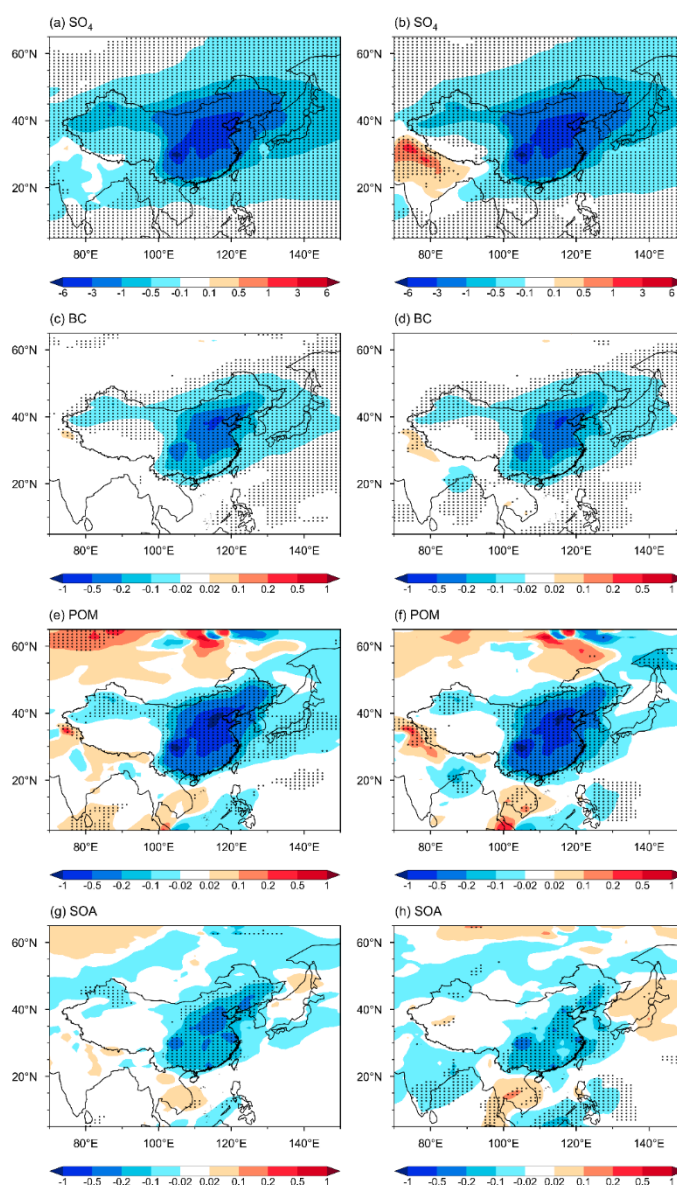 (a) SO4 (b) SO4
60°N 60°N
40°N 40°N
20°N 20°N
80°E 100°E 120°E 140°E 80°E 100°E 120°E 140°E
-6 -3 -1 -0.5 -0.1 0.1 0.5 1 3 6 -6 -3 -1 -0.5 -0.1 0.1 0.5 1 3 6
(c) BC (d) BC
60°N 60°N
40°N 40°N
20°N 20°N
80°E 100°E 120°E 140°E 80°E 100°E 120°E 140°E
-1 -0.5 -0.2 -0.1 -0.02 0.02 0.1 0.2 0.5 1 -1 -0.5 -0.2 -0.1 -0.02 0.02 0.1 0.2 0.5 1
(e) POM (f) POM
60°N 60°N
40°N 40°N
20°N 20°N
80°E 100°E 120°E 140°E 80°E 100°E 120°E 140°E
-1 -0.5 -0.2 -0.1 -0.02 0.02 0.1 0.2 0.5 1 -1 -0.5 -0.2 -0.1 -0.02 0.02 0.1 0.2 0.5 1
(g) SOA (h) SOA
60°N 60°N
40°N 40°N
20°N 20°N
80°E 100°E 120°E 140°E 80°E 100°E 120°E 140°E
-1 -0.5 -0.2 -0.1 -0.02 0.02 0.1 0.2 0.5 1 -1 -0.5 -0.2 -0.1 -0.02 0.02 0.1 0.2 0.5 1